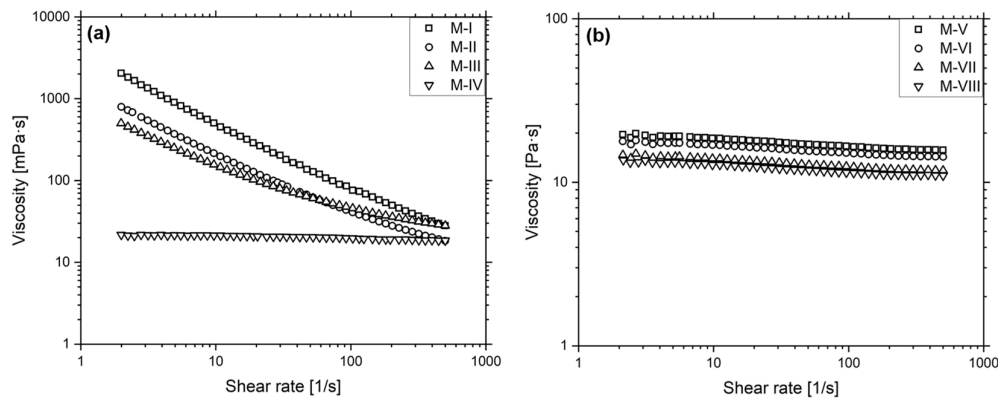 (a)
M-I
M-II
M-III
M-IV
10000
1000
100
10
1
Viscosity [mPa·s]
1
10
100
1000
Shear rate [1/s]
(b)
M-V
M-VI
M-VII
M-VIII
100
10
1
Viscosity [Pa·s]
1
10
100
1000
Shear rate [1/s]